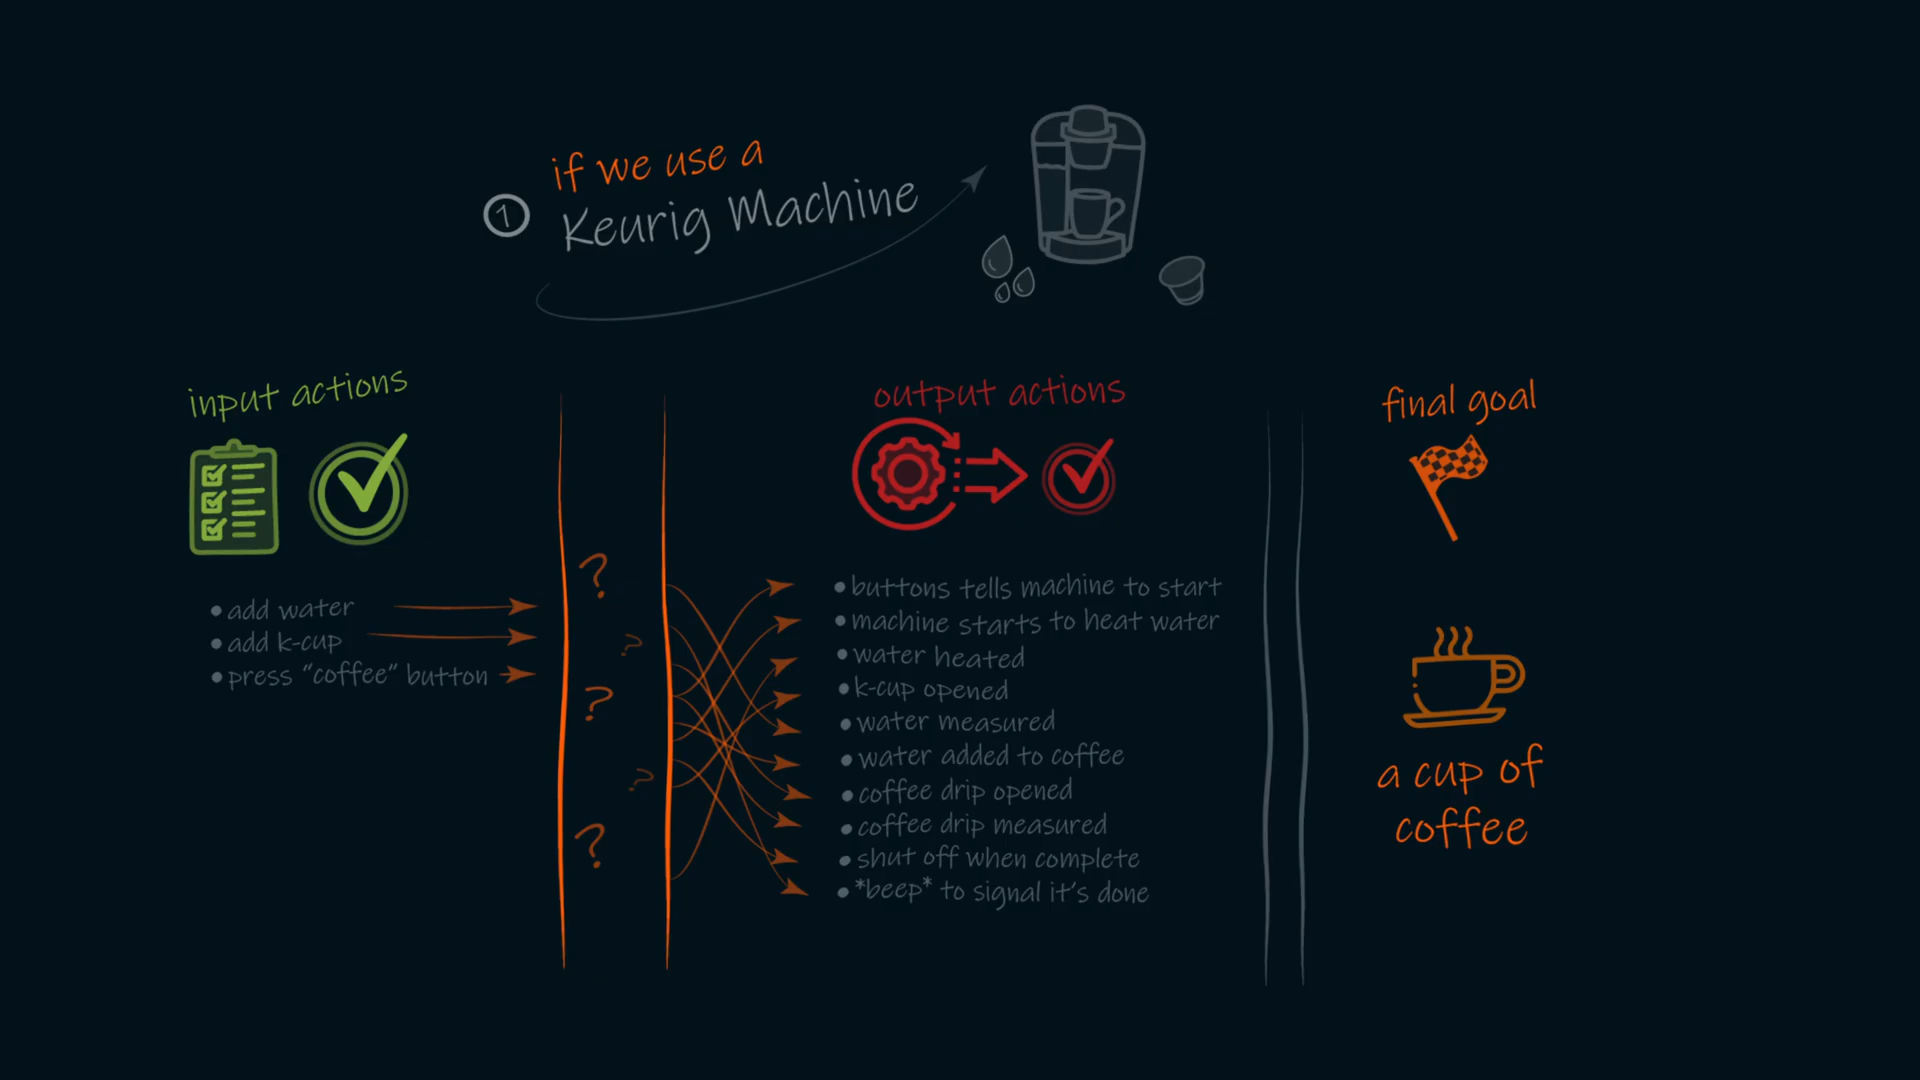 if we use a
1 Keurig Machine
input actions
• add water
• add k-cup
• press "coffee" button
?
?
?
?
?
output actions
• buttons tells machine to start
• machine starts to heat water
• water heated
• k-cup opened
• water measured
• water added to coffee
• coffee drip opened
• coffee drip measured
• shut off when complete
• *beep* to signal it's done
final goal
a cup of
coffee